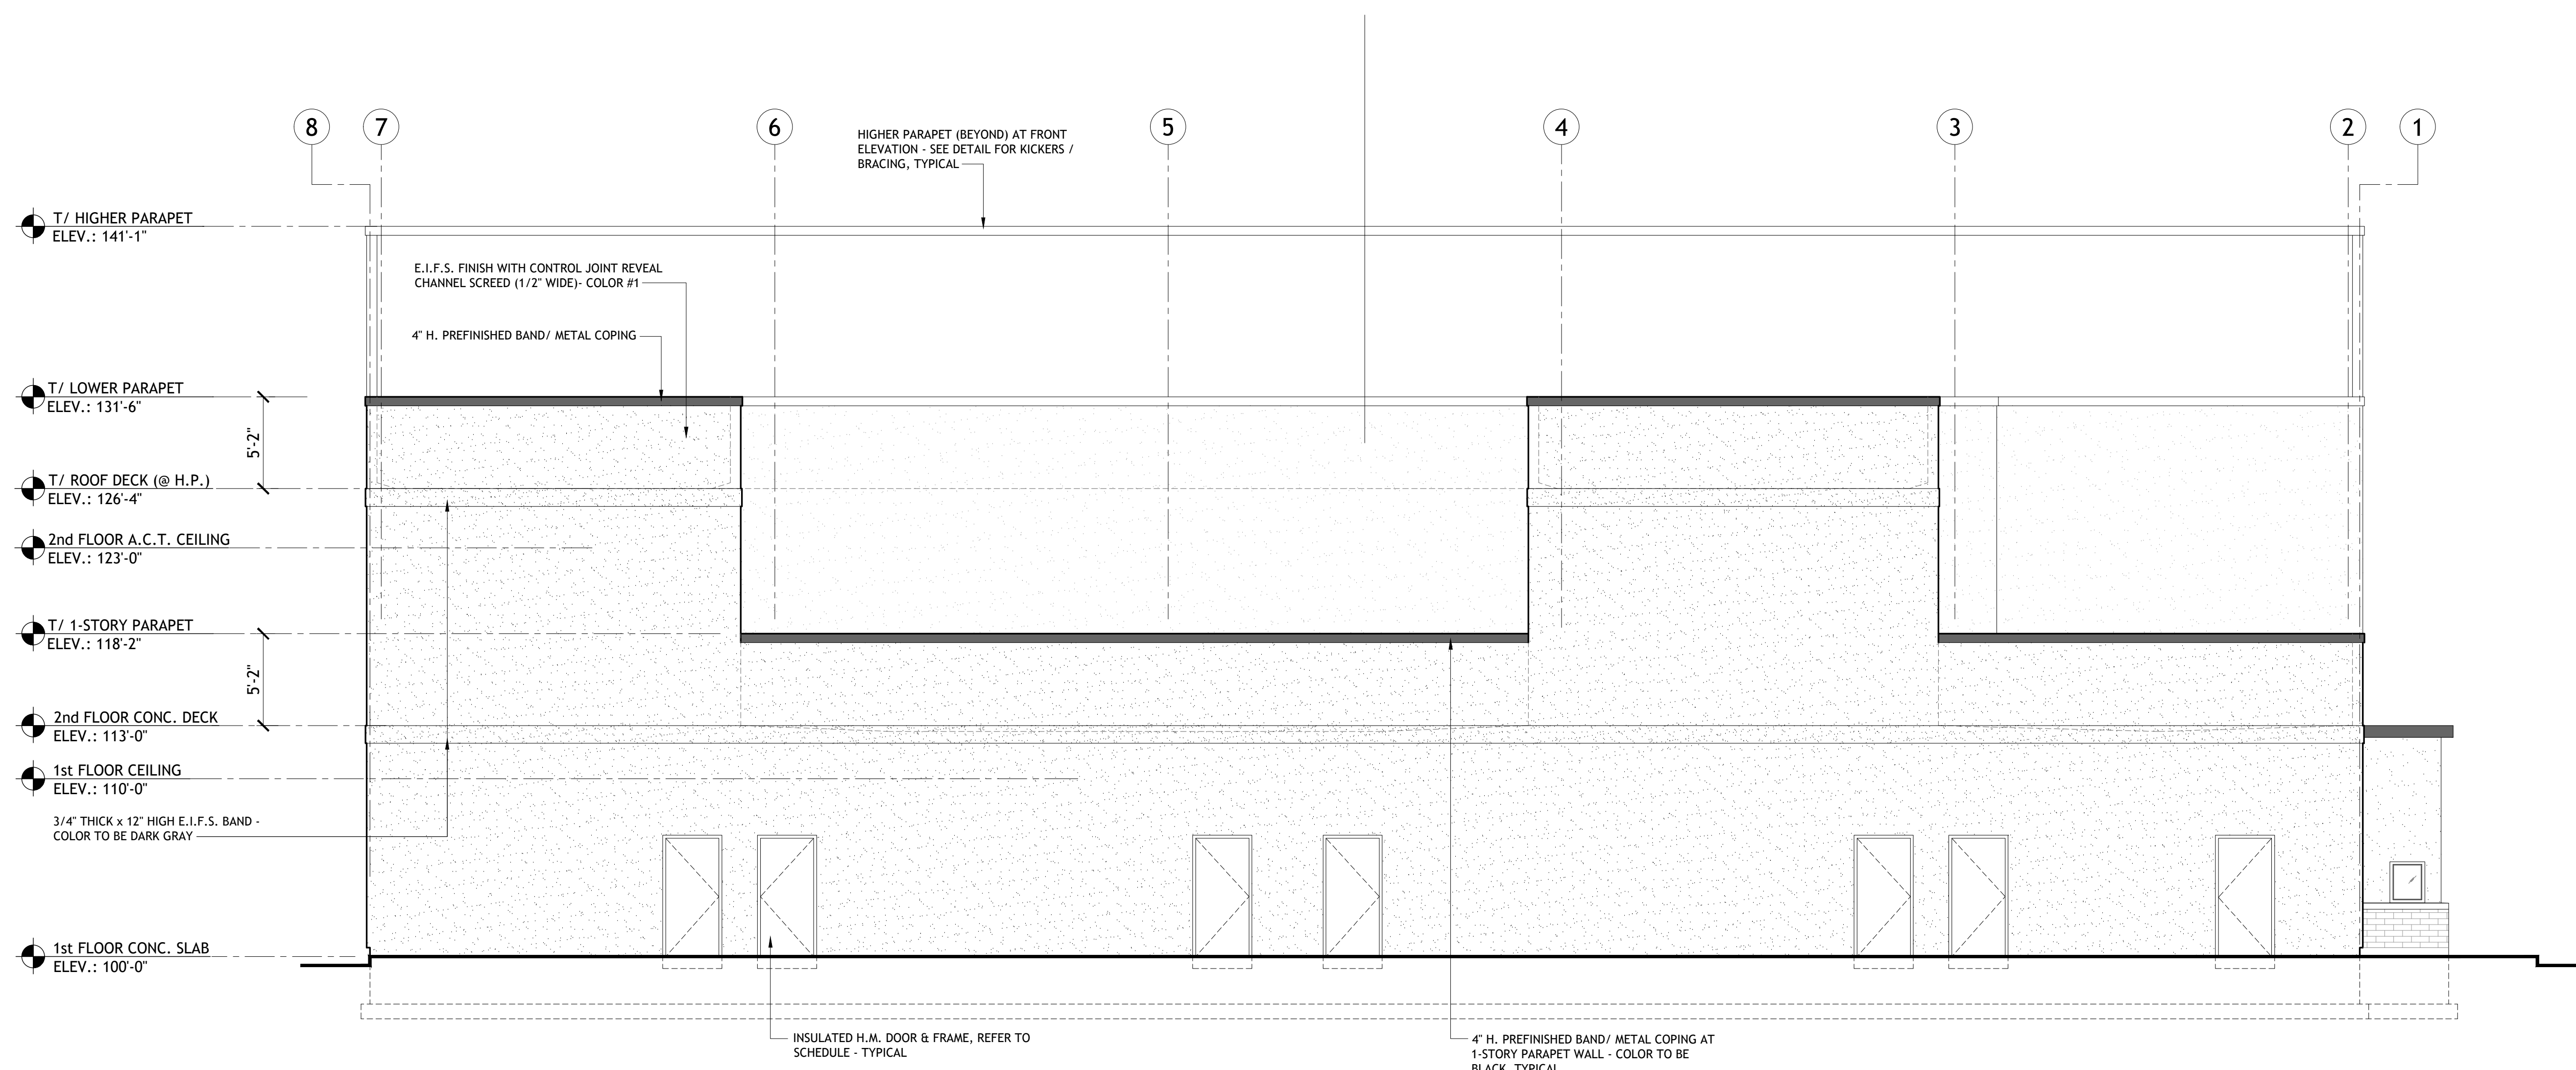 8
7
6
5
4
3
2
1
HIGHER PARAPET (BEYOND) AT FRONT
ELEVATION - SEE DETAIL FOR KICKERS /
BRACING, TYPICAL
T/ HIGHER PARAPET
ELEV.: 141'-1"
E.I.F.S. FINISH WITH CONTROL JOINT REVEAL
CHANNEL SCREED (1/2" WIDE)- COLOR #1
4" H. PREFINISHED BAND/ METAL COPING
T/ LOWER PARAPET
ELEV.: 131'-6"
5'-2"
T/ ROOF DECK (@ H.P.)
ELEV.: 126'-4"
2nd FLOOR A.C.T. CEILING
ELEV.: 123'-0"
T/ 1-STORY PARAPET
ELEV.: 118'-2"
5'-2"
2nd FLOOR CONC. DECK
ELEV.: 113'-0"
1st FLOOR CEILING
ELEV.: 110'-0"
3/4" THICK x 12" HIGH E.I.F.S. BAND -
COLOR TO BE DARK GRAY
1st FLOOR CONC. SLAB
ELEV.: 100'-0"
INSULATED H.M. DOOR & FRAME, REFER TO
SCHEDULE - TYPICAL
4" H. PREFINISHED BAND/ METAL COPING AT
1-STORY PARAPET WALL - COLOR TO BE
BLACK, TYPICAL